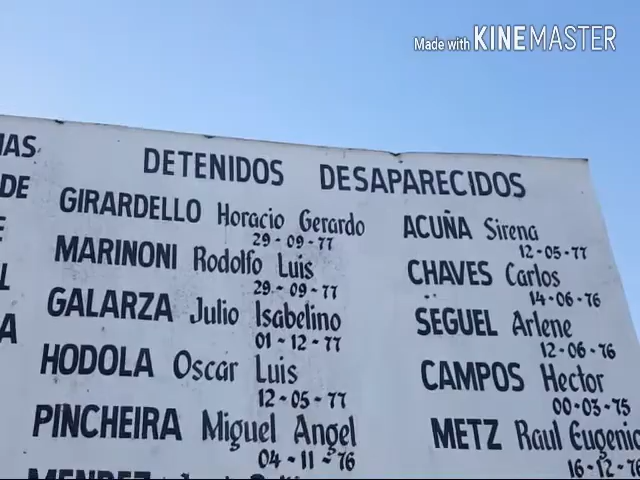 Made with KINEMASTER
DETENIDOS DESAPARECIDOS
GIRARDELLO Horacio Gerardo
29-09-77
MARINONI Rodolfo Luis
29-09-77
GALARZA Julio Isabelino
01-12-77
HODOLA Oscar Luis
12-05-77
PINCHEIRA Miguel Angel
04-11-76
MENDEZ
ACUÑA Sirena
12-05-77
CHAVES Carlos
14-06-76
SEGUEL Arlene
12-06-76
CAMPOS Hector
00-03-75
METZ Raul Eugenio
16-12-76
DE